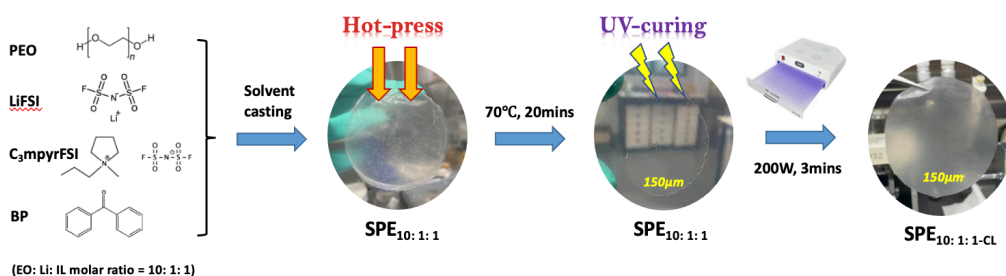 PEO
H
O
O
H
n
LiFSI
F
O
O
S
N⁻
S
F
O
O
Li⁺
C₃mpyrFSI
N⁺
F-S-N-S-F
O
O
O
O
BP
O
(EO: Li: IL molar ratio = 10: 1: 1)
Solvent
casting
Hot-press
SPE₁₀: ₁: ₁
70°C, 20mins
UV-curing
150μm
SPE₁₀: ₁: ₁
200W, 3mins
150μm
SPE₁₀: ₁: ₁-CL